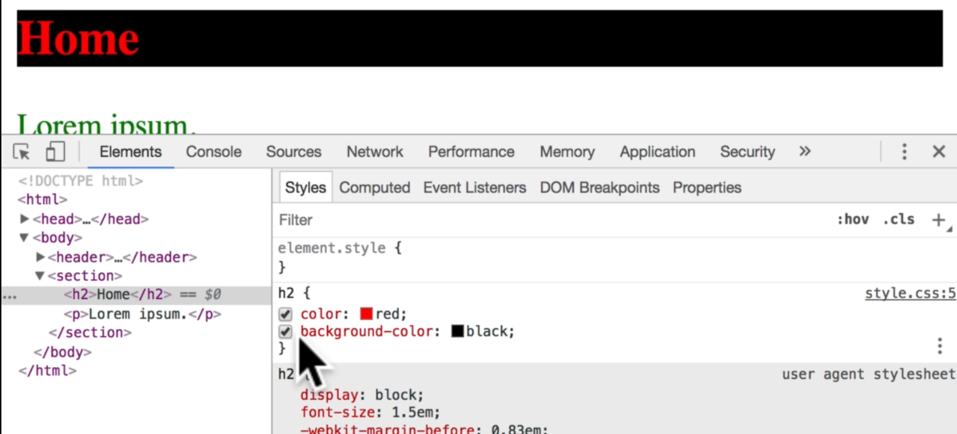 Home
Lorem ipsum.
Elements Console Sources Network Performance Memory Application Security »
<!DOCTYPE html>
<html>
▶<head>…</head>
▼<body>
▶<header>…</header>
▼<section>
<h2>Home</h2> == $0
<p>Lorem ipsum.</p>
</section>
</body>
</html>
Styles Computed Event Listeners DOM Breakpoints Properties
Filter :hov .cls +
element.style {
}
h2 { style.css:5
color: red;
background-color: black;
}
h2 { user agent stylesheet
display: block;
font-size: 1.5em;
-webkit-margin-before: 0.83em;